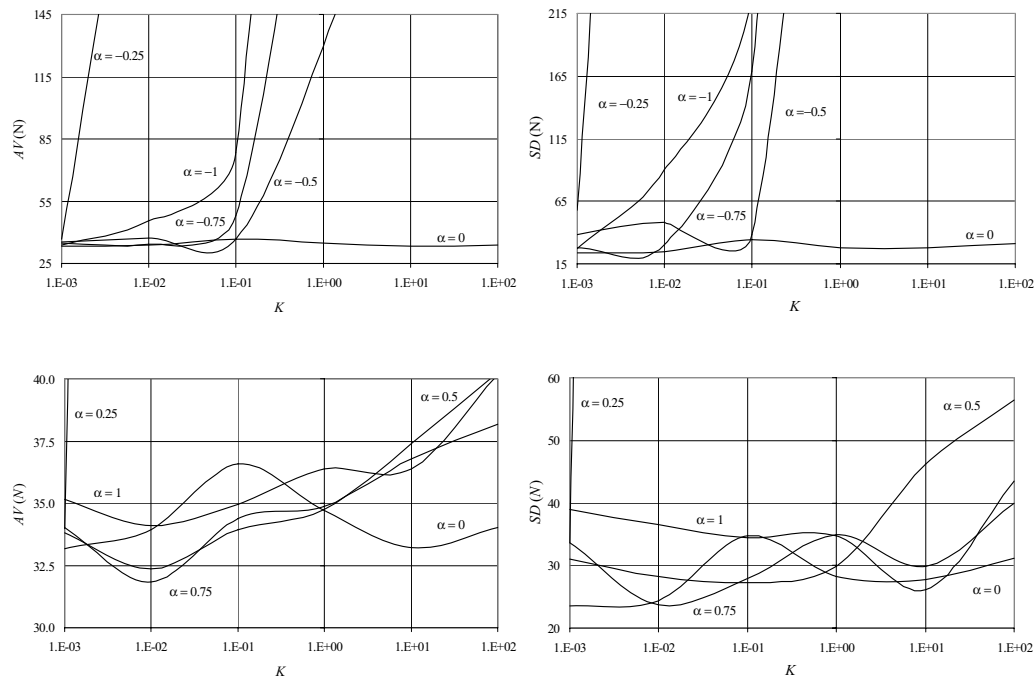 145
115
85
55
25
AV(N)
α = −0.25
α = −1
α = −0.75
α = −0.5
α = 0
1.E-03 1.E-02 1.E-01 1.E+00 1.E+01 1.E+02
K
215
165
115
65
15
SD (N)
α = −0.25
α = −1
α = −0.5
α = −0.75
α = 0
1.E-03 1.E-02 1.E-01 1.E+00 1.E+01 1.E+02
K
40.0
37.5
35.0
32.5
30.0
AV (N)
α = 0.25
α = 0.5
α = 1
α = 0
α = 0.75
1.E-03 1.E-02 1.E-01 1.E+00 1.E+01 1.E+02
K
60
50
40
30
20
SD (N)
α = 0.25
α = 0.5
α = 1
α = 0
α = 0.75
1.E-03 1.E-02 1.E-01 1.E+00 1.E+01 1.E+02
K